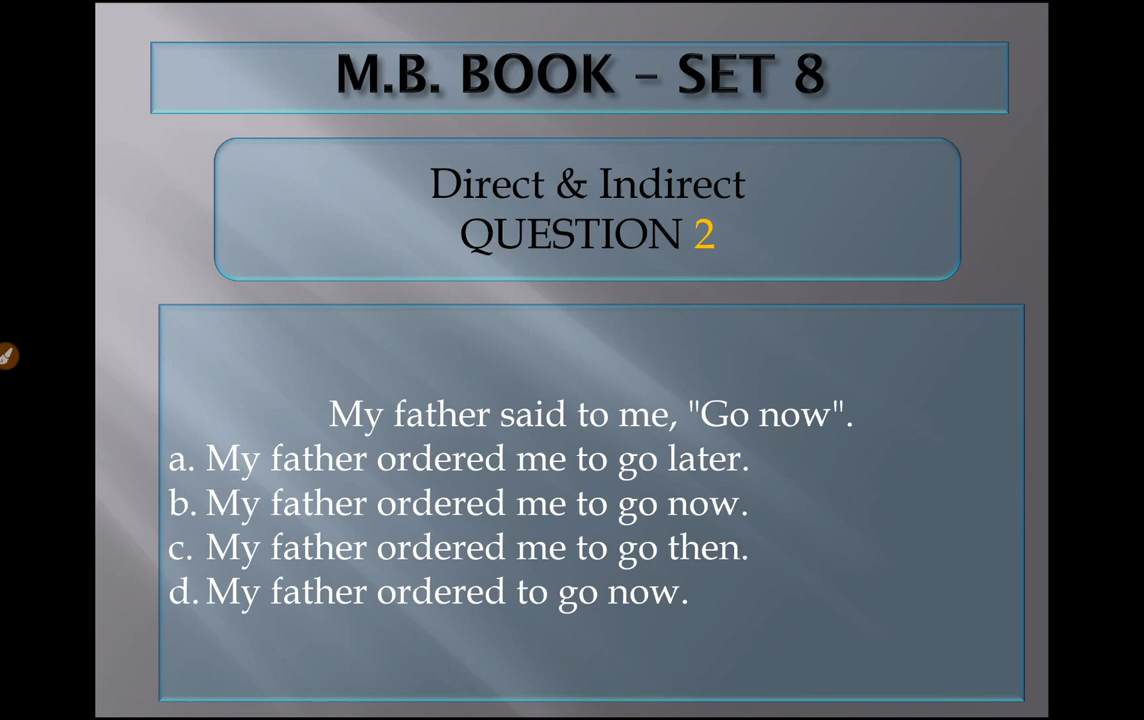 M.B. BOOK – SET 8
Direct & Indirect
QUESTION 2
My father said to me, "Go now".
a. My father ordered me to go later.
b. My father ordered me to go now.
c. My father ordered me to go then.
d. My father ordered to go now.